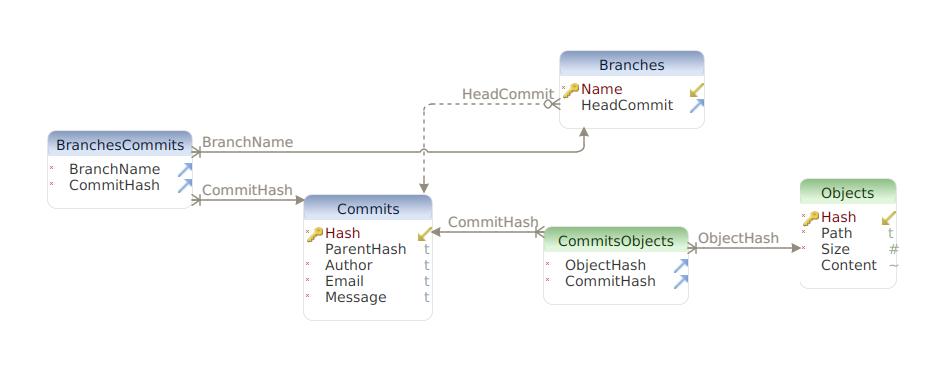 Branches
Name
HeadCommit
HeadCommit
BranchesCommits
BranchName
CommitHash
BranchName
CommitHash
Commits
Hash
ParentHash t
Author t
Email t
Message t
CommitHash
CommitsObjects
ObjectHash
CommitHash
ObjectHash
Objects
Hash
Path t
Size #
Content ~